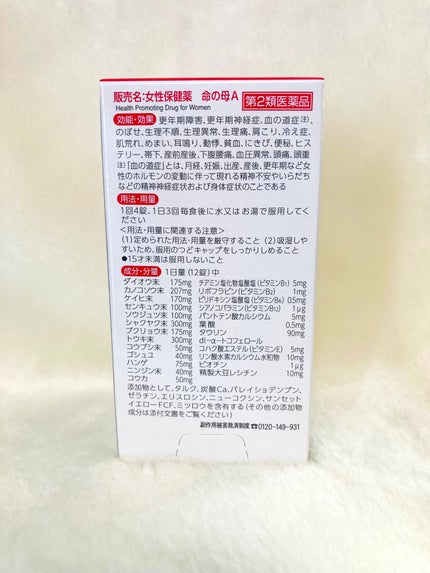 販売名:女性保健薬 命の母A
Health Promoting Drug for Women
第2類医薬品
効能・効果 更年期障害、更年期神経症、血の道症注)、
のぼせ、生理不順、生理異常、生理痛、肩こり、冷え症、
肌荒れ、めまい、耳鳴り、動悸、貧血、にきび、便秘、ヒス
テリー、帯下、産前産後、下腹腰痛、血圧異常、頭痛、頭重
注)「血の道症」とは、月経、妊娠、出産、産後、更年期など女
性のホルモンの変動に伴って現れる精神不安やいらだち
などの精神神経症状および身体症状のことである
用法・用量
1回4錠、1日3回毎食後に水又はお湯で服用してく
ださい
<用法・用量に関連する注意>
(1)定められた用法・用量を厳守すること (2)吸湿しや
すいため、服用のつどキャップをしっかりしめること
●15才未満は服用しないこと
成分・分量 1日量(12錠)中
ダイオウ末 175mg
カノコソウ末 207mg
ケイヒ末 170mg
センキュウ末 100mg
ソウジュツ末 100mg
シャクヤク末 300mg
ブクリョウ末 175mg
トウキ末 300mg
コウブシ末 50mg
ゴシュユ 40mg
ハンゲ 75mg
ニンジン末 40mg
コウカ 50mg
チアミン塩化物塩酸塩(ビタミンB₁) 5mg
リボフラビン(ビタミンB₂) 1mg
ピリドキシン塩酸塩(ビタミンB₆) 0.5mg
シアノコバラミン(ビタミンB₁₂) 1μg
パントテン酸カルシウム 5mg
葉酸 0.5mg
タウリン 90mg
dl-α-トコフェロール
コハク酸エステル(ビタミンE) 5mg
リン酸水素カルシウム水和物 10mg
ビオチン 1μg
精製大豆レシチン 10mg
添加物として、タルク、炭酸Ca、バレイショデンプン、
ゼラチン、エリスロシン、ニューコクシン、サンセット
イエローFCF、ミツロウを含有する(その他の添加物
成分は添付文書をご覧ください)
副作用被害救済制度☎0120-149-931